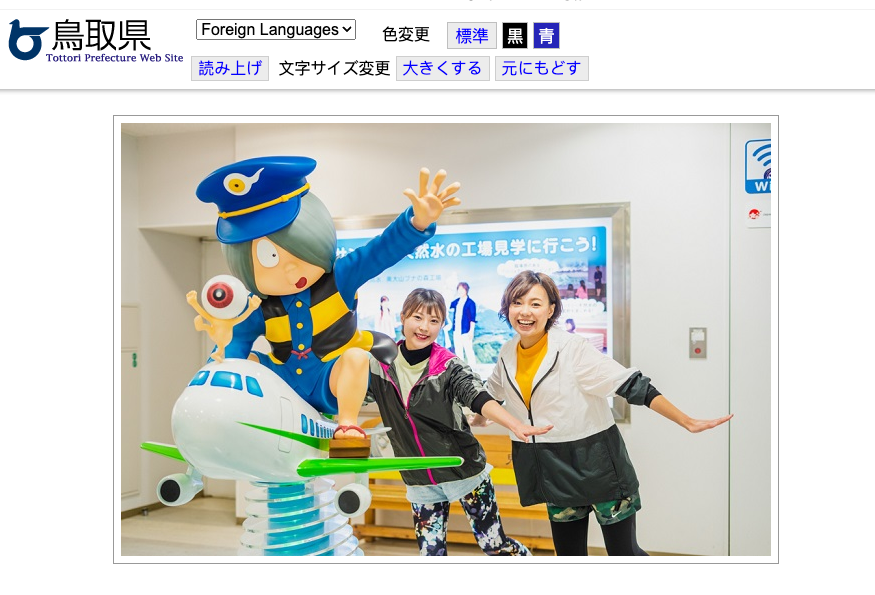 鳥取県
Tottori Prefecture Web Site
Foreign Languages
色変更
標準
黒
青
読み上げ
文字サイズ変更
大きくする
元にもどす
然水の工場見学に行こう!
Wi